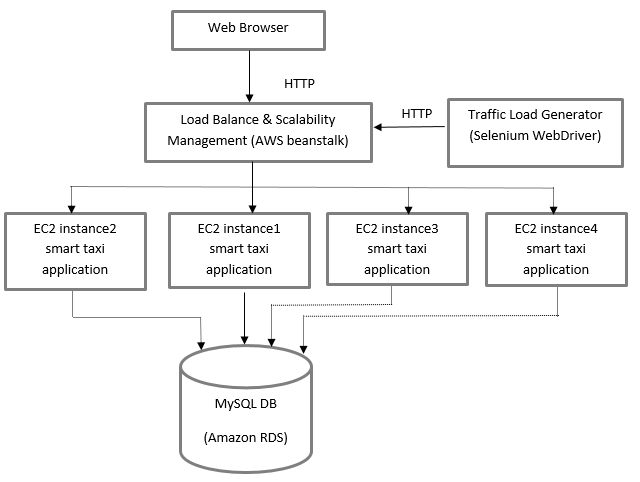 Web Browser
HTTP
Load Balance & Scalability
Management (AWS beanstalk)
HTTP
Traffic Load Generator
(Selenium WebDriver)
EC2 instance2
smart taxi
application
EC2 instance1
smart taxi
application
EC2 instance3
smart taxi
application
EC2 instance4
smart taxi
application
MySQL DB
(Amazon RDS)